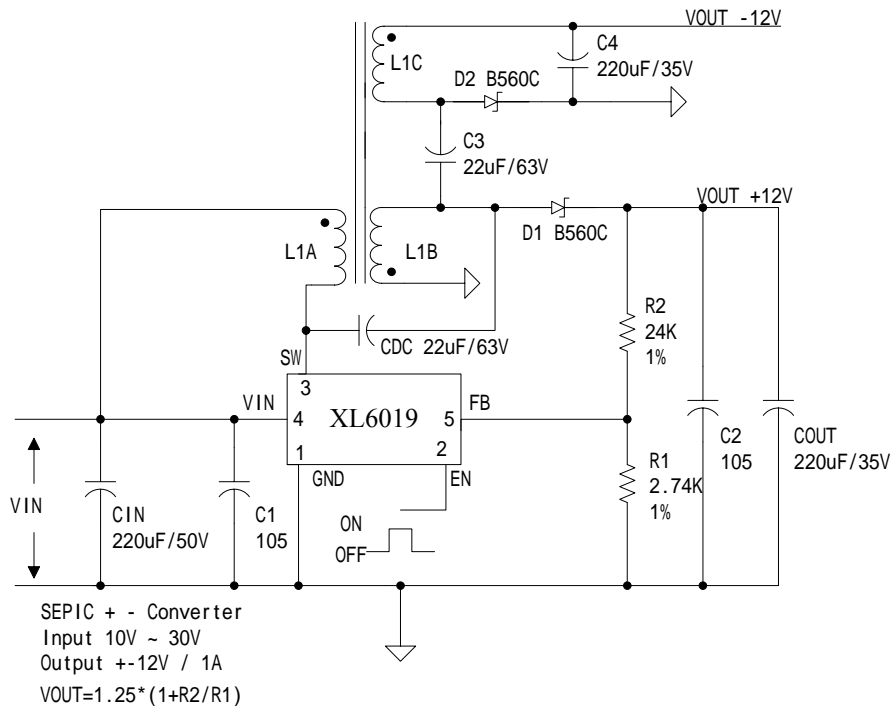 VOUT -12V
C4
220uF/35V
L1C
D2 B560C
C3
22uF/63V
VOUT +12V
D1 B560C
L1A
L1B
R2
24K
1%
CDC 22uF/63V
SW
3
VIN
4
XL6019
5
FB
1
2
GND
EN
C2
105
COUT
220uF/35V
R1
2.74K
1%
VIN
CIN
220uF/50V
C1
105
ON
OFF
SEPIC + - Converter
Input 10V ~ 30V
Output +-12V / 1A
VOUT=1.25*(1+R2/R1)